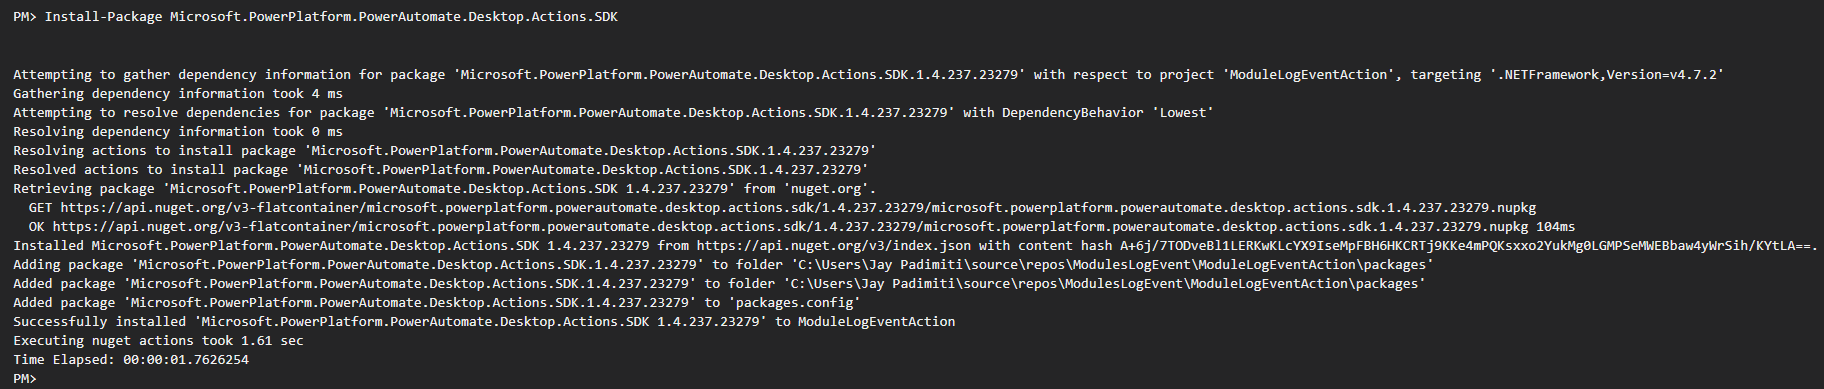 PM> Install-Package Microsoft.PowerPlatform.PowerAutomate.Desktop.Actions.SDK
Attempting to gather dependency information for package 'Microsoft.PowerPlatform.PowerAutomate.Desktop.Actions.SDK.1.4.237.23279' with respect to project 'ModuleLogEventAction', targeting '.NETFramework,Version=v4.7.2'
Gathering dependency information took 4 ms
Attempting to resolve dependencies for package 'Microsoft.PowerPlatform.PowerAutomate.Desktop.Actions.SDK.1.4.237.23279' with DependencyBehavior 'Lowest'
Resolving dependency information took 0 ms
Resolving actions to install package 'Microsoft.PowerPlatform.PowerAutomate.Desktop.Actions.SDK.1.4.237.23279'
Resolved actions to install package 'Microsoft.PowerPlatform.PowerAutomate.Desktop.Actions.SDK.1.4.237.23279'
Retrieving package 'Microsoft.PowerPlatform.PowerAutomate.Desktop.Actions.SDK 1.4.237.23279' from 'nuget.org'.
  GET https://api.nuget.org/v3-flatcontainer/microsoft.powerplatform.powerautomate.desktop.actions.sdk/1.4.237.23279/microsoft.powerplatform.powerautomate.desktop.actions.sdk.1.4.237.23279.nupkg
  OK https://api.nuget.org/v3-flatcontainer/microsoft.powerplatform.powerautomate.desktop.actions.sdk/1.4.237.23279/microsoft.powerplatform.powerautomate.desktop.actions.sdk.1.4.237.23279.nupkg 104ms
Installed Microsoft.PowerPlatform.PowerAutomate.Desktop.Actions.SDK 1.4.237.23279 from https://api.nuget.org/v3/index.json with content hash A+6j/7TODveBl1LERKwKLcYX9IseMpFBH6HKCRTj9KKe4mPQKsxxo2YukMg0LGMPSeMWEBbaw4yWrSih/KYtLA==.
Adding package 'Microsoft.PowerPlatform.PowerAutomate.Desktop.Actions.SDK.1.4.237.23279' to folder 'C:\Users\Jay Padimiti\source\repos\ModulesLogEvent\ModuleLogEventAction\packages'
Added package 'Microsoft.PowerPlatform.PowerAutomate.Desktop.Actions.SDK.1.4.237.23279' to folder 'C:\Users\Jay Padimiti\source\repos\ModulesLogEvent\ModuleLogEventAction\packages'
Added package 'Microsoft.PowerPlatform.PowerAutomate.Desktop.Actions.SDK.1.4.237.23279' to 'packages.config'
Successfully installed 'Microsoft.PowerPlatform.PowerAutomate.Desktop.Actions.SDK 1.4.237.23279' to ModuleLogEventAction
Executing nuget actions took 1.61 sec
Time Elapsed: 00:00:01.7626254
PM>